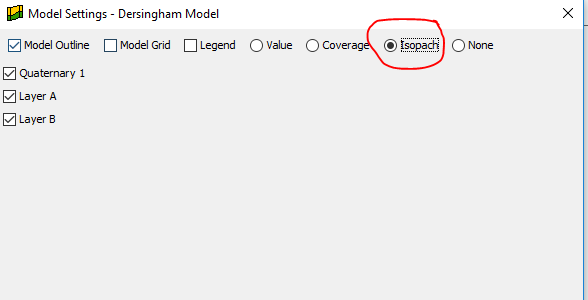 Model Settings - Dersingham Model
Model Outline Model Grid Legend Value Coverage Isopach None
Quaternary 1
Layer A
Layer B